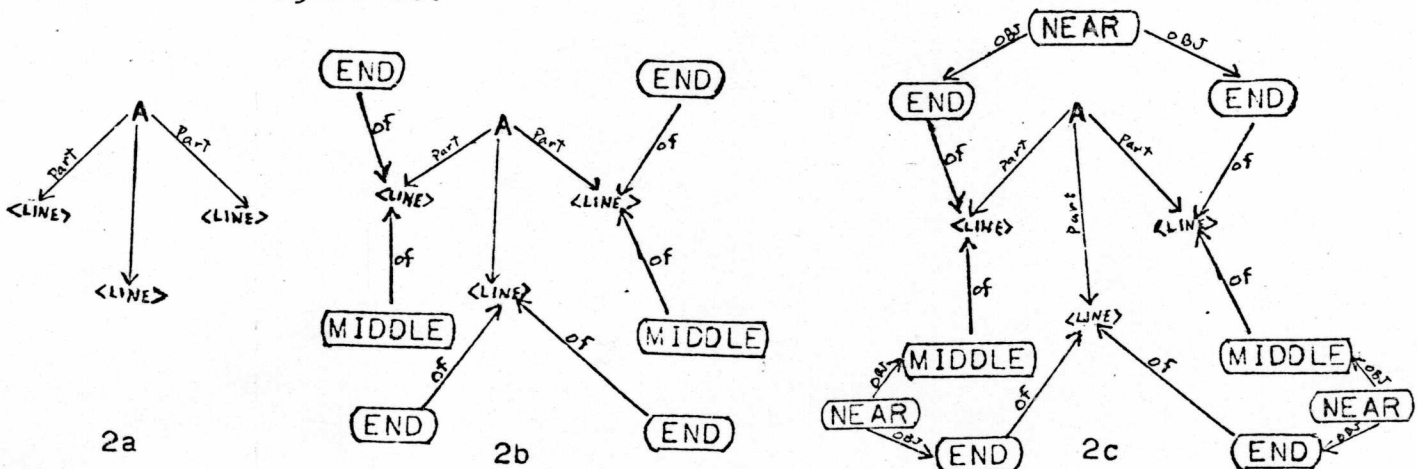 A
Part
Part
<LINE>
<LINE>
<LINE>
2a
END
END
A
of
Part
Part
of
<LINE>
<LINE>
of
of
<LINE>
MIDDLE
MIDDLE
of
of
END
END
2b
NEAR
OBJ
OBJ
END
END
A
of
Part
Part
of
<LINE>
<LINE>
Part
of
of
<LINE>
MIDDLE
MIDDLE
OBJ
of
of
OBJ
NEAR
NEAR
OBJ
OBJ
END
END
2c